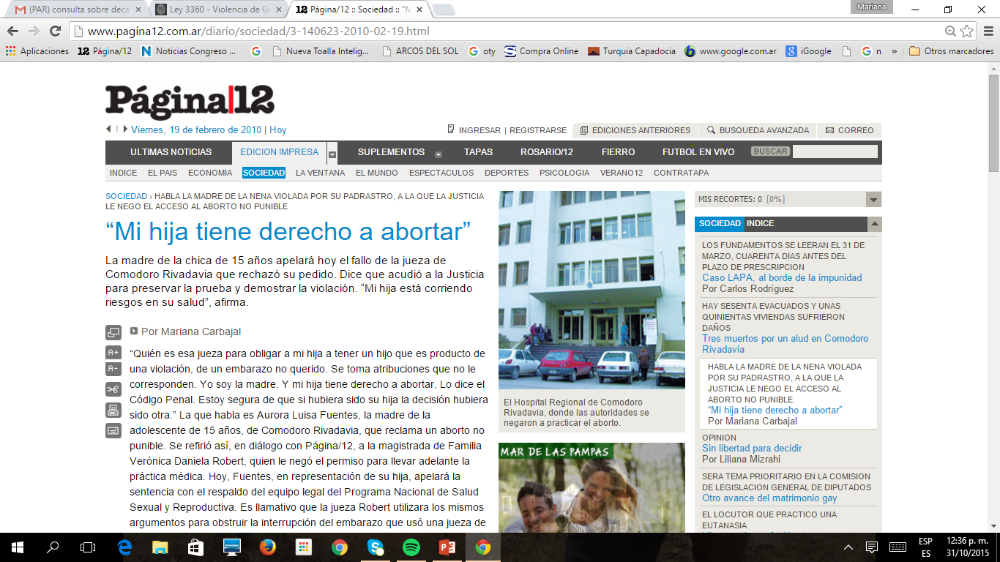 (PAR) consulta sobre deca
Ley 3360 - Violencia de Ge
12 Página/12 :: Sociedad :: “M
Mariana
www.pagina12.com.ar/diario/sociedad/3-140623-2010-02-19.html
Aplicaciones
12 Página/12
Noticias Congreso ...
Nueva Toalla Intelig...
ARCOS DEL SOL
oty
Compra Online
Turquia Capadocia
www.google.com.ar
iGoogle
n
»
Otros marcadores
Página|12
Viernes, 19 de febrero de 2010 | Hoy
INGRESAR | REGISTRARSE
EDICIONES ANTERIORES
BUSQUEDA AVANZADA
CORREO
ULTIMAS NOTICIAS
EDICION IMPRESA
SUPLEMENTOS
TAPAS
ROSARIO/12
FIERRO
FUTBOL EN VIVO
BUSCAR
INDICE
EL PAIS
ECONOMIA
SOCIEDAD
LA VENTANA
EL MUNDO
ESPECTACULOS
DEPORTES
PSICOLOGIA
VERANO12
CONTRATAPA
SOCIEDAD › HABLA LA MADRE DE LA NENA VIOLADA POR SU PADRASTRO, A LA QUE LA JUSTICIA
LE NEGO EL ACCESO AL ABORTO NO PUNIBLE
“Mi hija tiene derecho a abortar”
La madre de la chica de 15 años apelará hoy el fallo de la jueza de
Comodoro Rivadavia que rechazó su pedido. Dice que acudió a la Justicia
para preservar la prueba y demostrar la violación. “Mi hija está corriendo
riesgos en su salud”, afirma.
Por Mariana Carbajal
A+
A-
“Quién es esa jueza para obligar a mi hija a tener un hijo que es producto de
una violación, de un embarazo no querido. Se toma atribuciones que no le
corresponden. Yo soy la madre. Y mi hija tiene derecho a abortar. Lo dice el
Código Penal. Estoy segura de que si hubiera sido su hija la decisión hubiera
sido otra.” La que habla es Aurora Luisa Fuentes, la madre de la
adolescente de 15 años, de Comodoro Rivadavia, que reclama un aborto no
punible. Se refirió así, en diálogo con Página/12, a la magistrada de Familia
Verónica Daniela Robert, quien le negó el permiso para llevar adelante la
práctica médica. Hoy, Fuentes, en representación de su hija, apelará la
sentencia con el respaldo del equipo legal del Programa Nacional de Salud
Sexual y Reproductiva. Es llamativo que la jueza Robert utilizara los mismos
argumentos para obstruir la interrupción del embarazo que usó una jueza de
El Hospital Regional de Comodoro
Rivadavia, donde las autoridades se
negaron a practicar el aborto.
MAR DE LAS PAMPAS
MIS RECORTES: 0 [0%]
SOCIEDAD INDICE
LOS FUNDAMENTOS SE LEERAN EL 31 DE
MARZO, CUARENTA DIAS ANTES DEL
PLAZO DE PRESCRIPCION
Caso LAPA, al borde de la impunidad
Por Carlos Rodríguez
HAY SESENTA EVACUADOS Y UNAS
QUINIENTAS VIVIENDAS SUFRIERON
DAÑOS
Tres muertos por un alud en Comodoro
Rivadavia
HABLA LA MADRE DE LA NENA VIOLADA
POR SU PADRASTRO, A LA QUE LA
JUSTICIA LE NEGO EL ACCESO AL
ABORTO NO PUNIBLE
“Mi hija tiene derecho a abortar”
Por Mariana Carbajal
OPINION
Sin libertad para decidir
Por Liliana Mizrahi
SERA TEMA PRIORITARIO EN LA COMISION
DE LEGISLACION GENERAL DE DIPUTADOS
Otro avance del matrimonio gay
EL LOCUTOR QUE PRACTICO UNA
EUTANASIA
ESP
ES
12:36 p. m.
31/10/2015